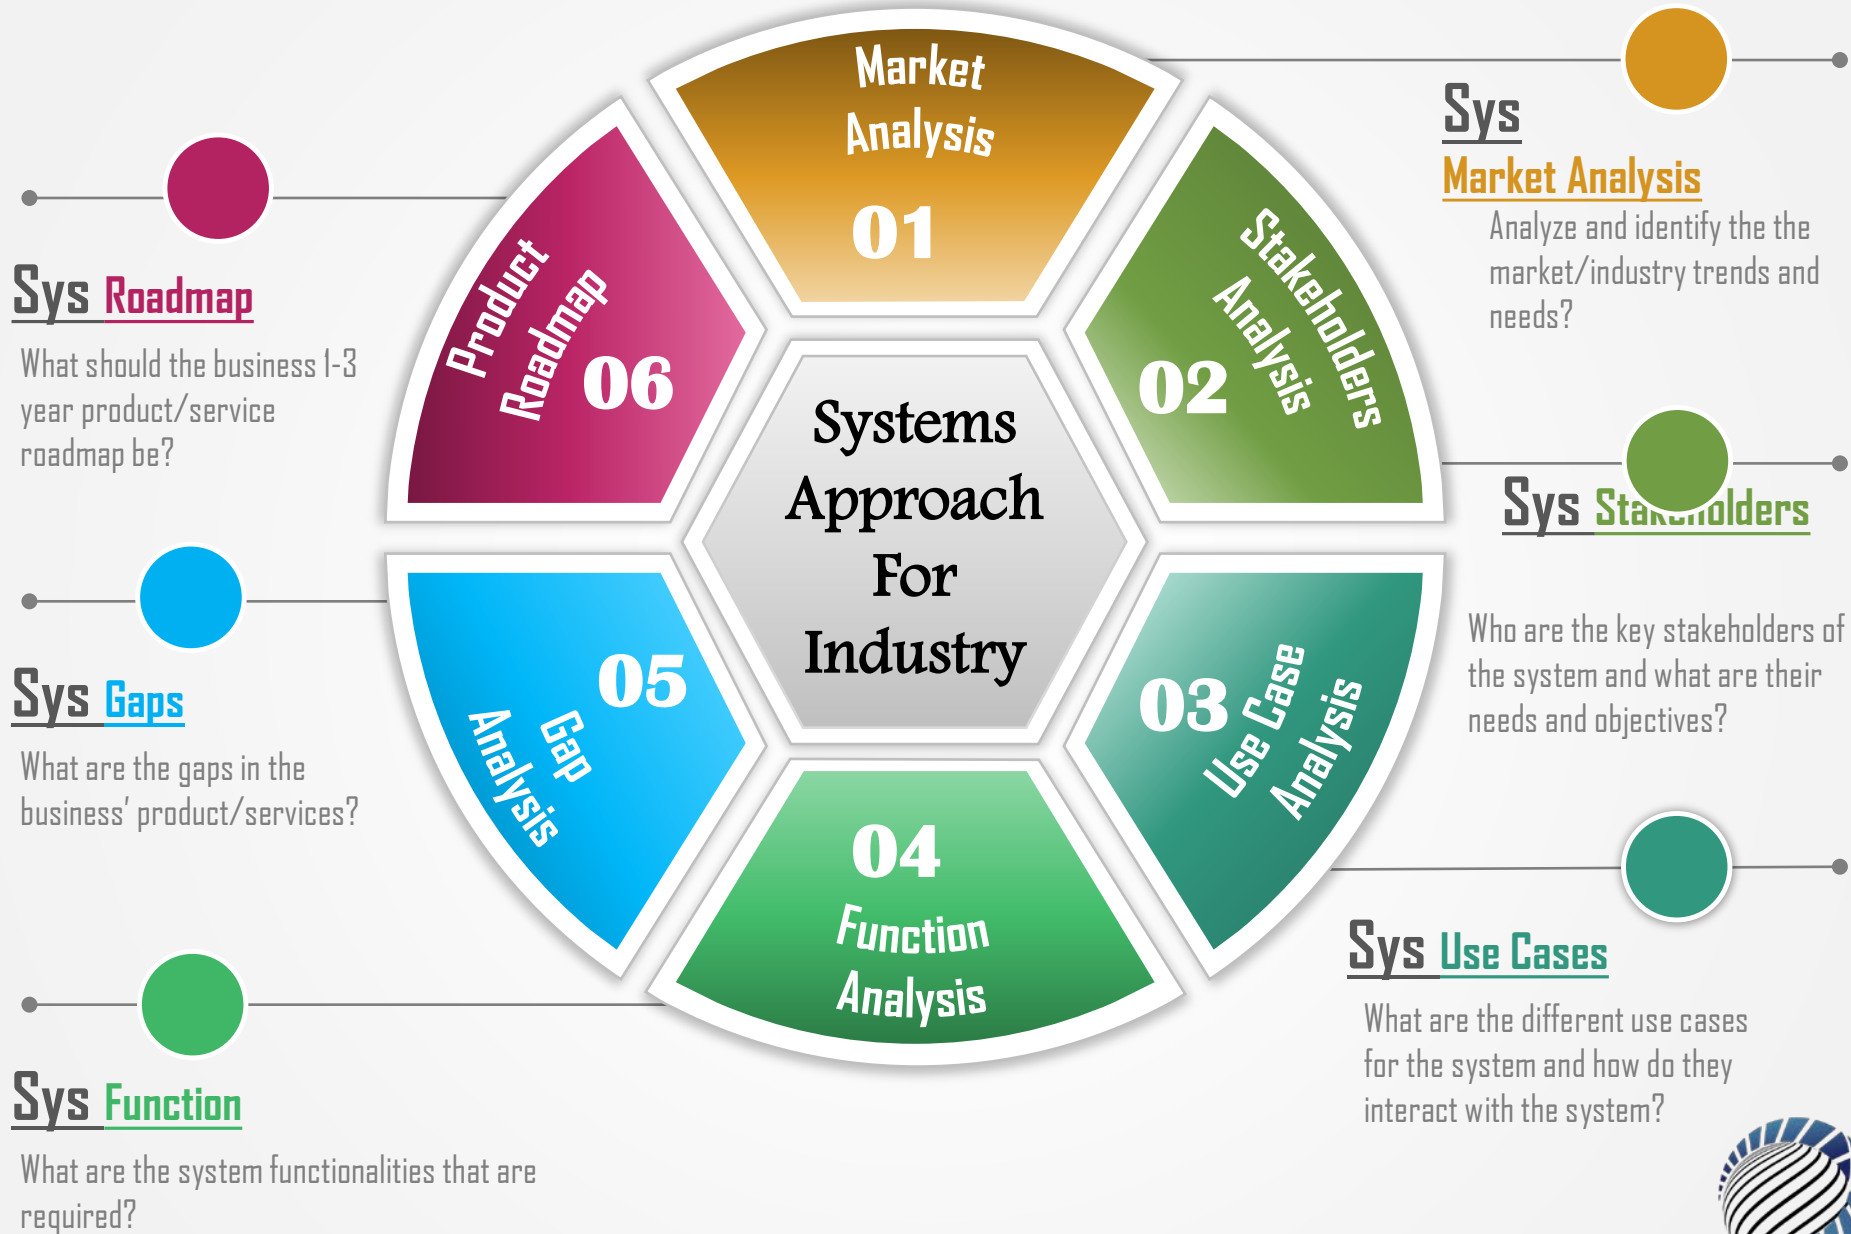 Market
Analysis
01
Stakeholders
Analysis
02
03
Use Case
Analysis
04
Function
Analysis
05
Gap
Analysis
Product
Roadmap
06
Systems
Approach
For
Industry
Sys
Market Analysis
Analyze and identify the the
market/industry trends and
needs?
Sys Stakeholders
Who are the key stakeholders of
the system and what are their
needs and objectives?
Sys Use Cases
What are the different use cases
for the system and how do they
interact with the system?
Sys Roadmap
What should the business 1-3
year product/service
roadmap be?
Sys Gaps
What are the gaps in the
business' product/services?
Sys Function
What are the system functionalities that are
required?